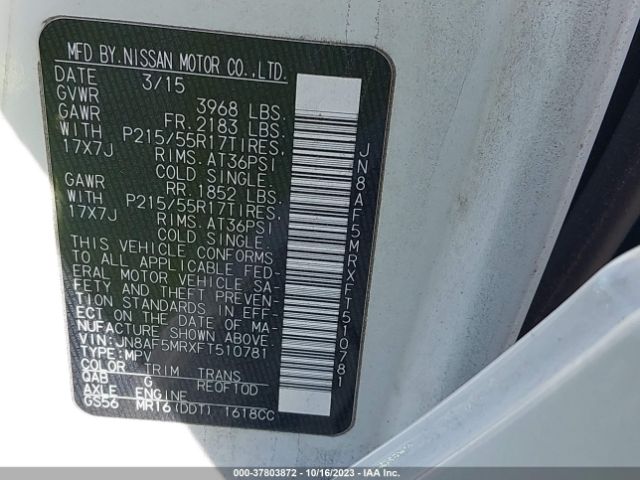 MFD BY.NISSAN MOTOR CO.,LTD.
DATE 3/15
GVWR 3968 LBS.
GAWR FR.2183 LBS.
WITH P215/55R17TIRES,
17X7J RIMS.AT36PSI
COLD SINGLE.
GAWR RR.1852 LBS.
WITH P215/55R17TIRES,
17X7J RIMS.AT36PSI
COLD SINGLE.
THIS VEHICLE CONFORMS
TO ALL APPLICABLE FED-
ERAL MOTOR VEHICLE SA-
FETY AND THEFT PREVEN-
TION STANDARDS IN EFF-
ECT ON THE DATE OF MA-
NUFACTURE SHOWN ABOVE.
VIN:JN8AF5MRXFT510781
TYPE:MPV
COLOR TRIM TRANS
QAB G RE0F10D
AXLE ENGINE
GS56 MR16(DDT) 1618CC
JN8AF5MRXFT510781
000-37803872 - 10/16/2023 - IAA Inc.